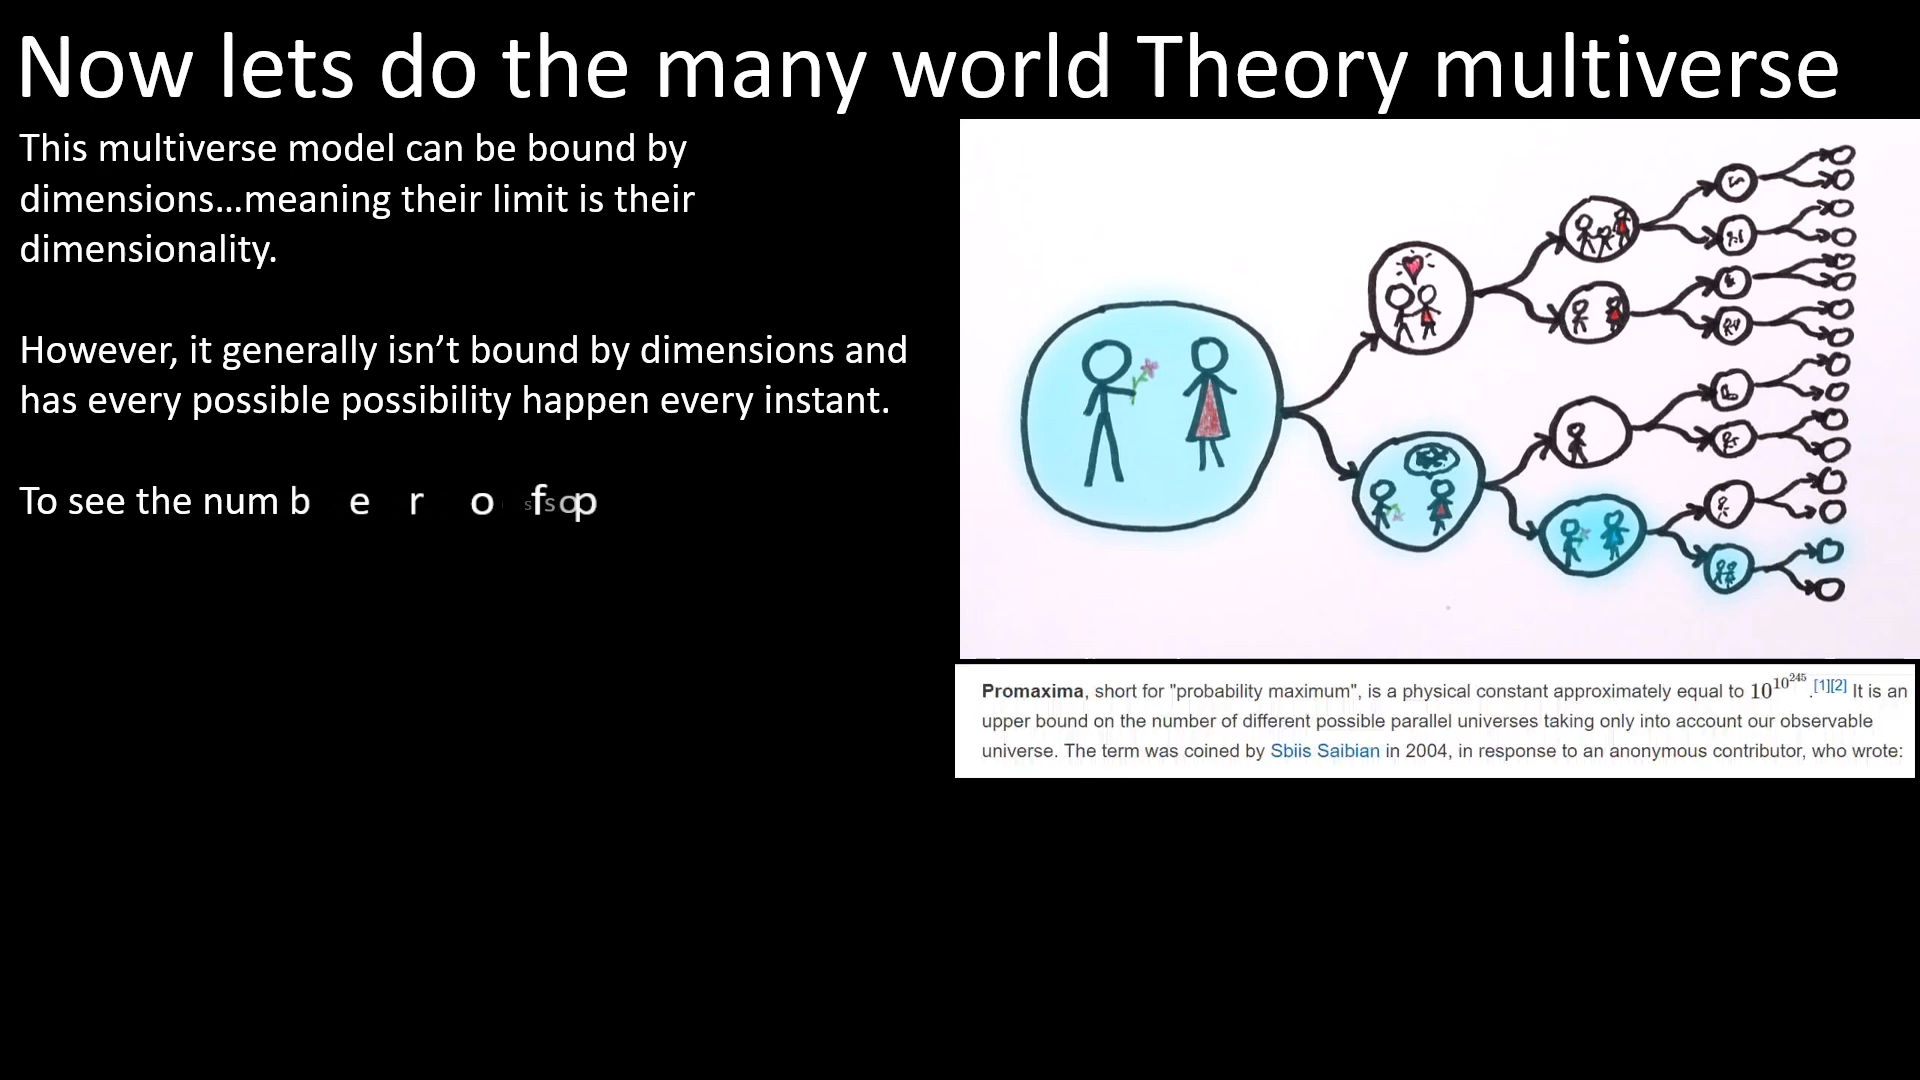 Now lets do the many world Theory multiverse
This multiverse model can be bound by
dimensions...meaning their limit is their
dimensionality.
However, it generally isn't bound by dimensions and
has every possible possibility happen every instant.
To see the number of
Promaxima, short for "probability maximum", is a physical constant approximately equal to 10^10^245.[1][2] It is an
upper bound on the number of different possible parallel universes taking only into account our observable
universe. The term was coined by Sbiis Saibian in 2004, in response to an anonymous contributor, who wrote: